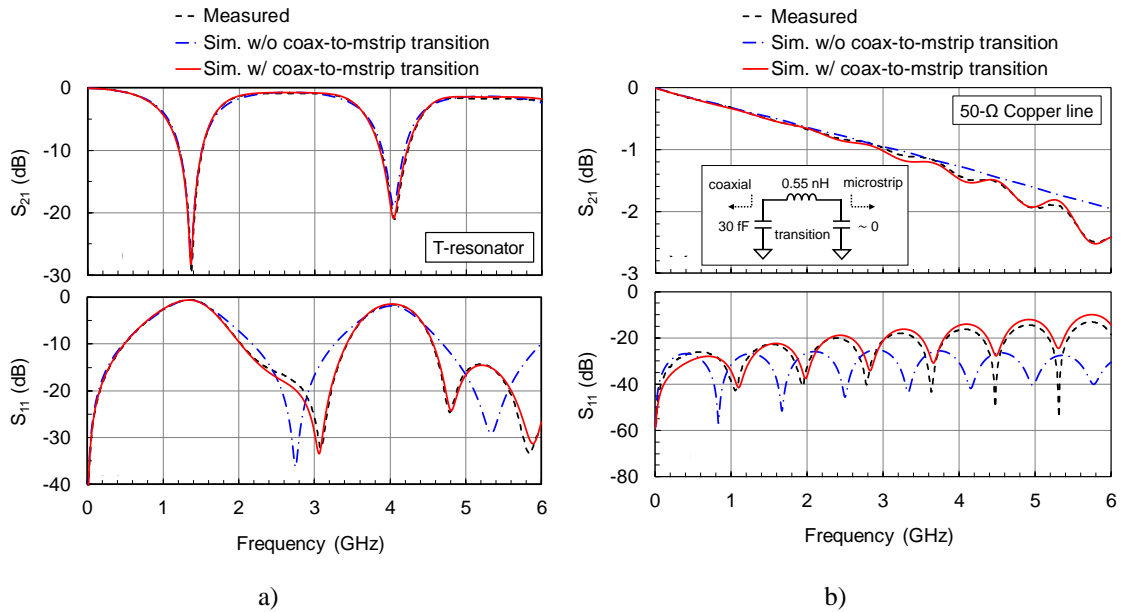 Measured
Sim. w/o coax-to-mstrip transition
Sim. w/ coax-to-mstrip transition
0
-10
-20
-30
S21 (dB)
T-resonator
0
-10
-20
-30
-40
S11 (dB)
0 1 2 3 4 5 6
Frequency (GHz)
a)
Measured
Sim. w/o coax-to-mstrip transition
Sim. w/ coax-to-mstrip transition
0
-1
-2
-3
S21 (dB)
50-Ω Copper line
coaxial 0.55 nH microstrip
30 fF transition ~ 0
0
-20
-40
-60
-80
S11 (dB)
0 1 2 3 4 5 6
Frequency (GHz)
b)